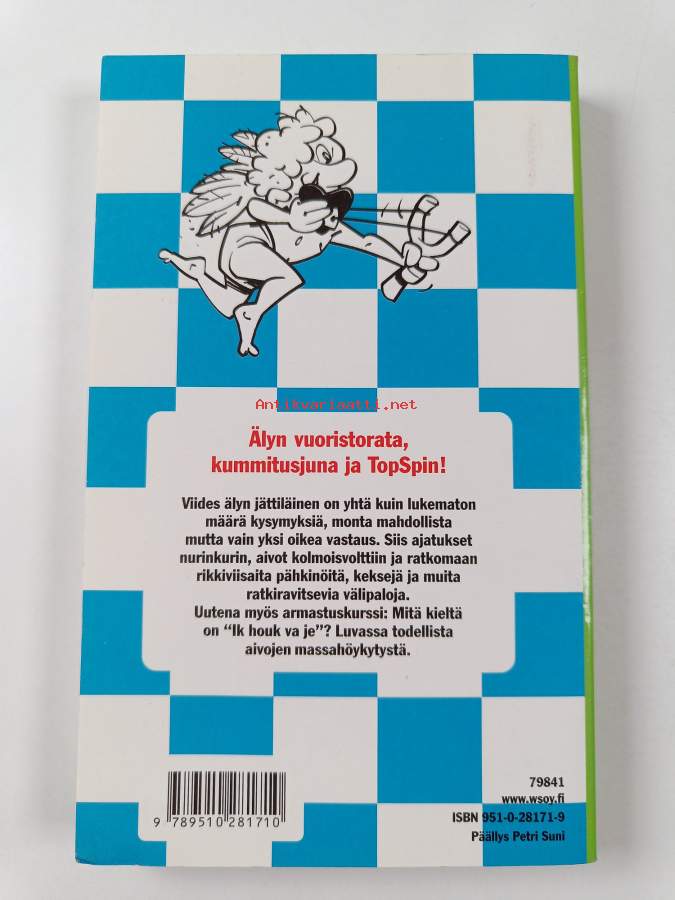 Antikvariaatti.net
Älyn vuoristorata,
kummitusjuna ja TopSpin!
Viides älyn jättiläinen on yhtä kuin lukematon
määrä kysymyksiä, monta mahdollista
mutta vain yksi oikea vastaus. Siis ajatukset
nurinkurin, aivot kolmoisvolttiin ja ratkomaan
rikkiviisaita pähkinöitä, keksejä ja muita
ratkiravitsevia välipaloja.
Uutena myös armastuskurssi: Mitä kieltä
on “Ik houk va je”? Luvassa todellista
aivojen massahöykytystä.
79841
www.wsoy.fi
ISBN 951-0-28171-9
Päällys Petri Suni
9 789510 281710